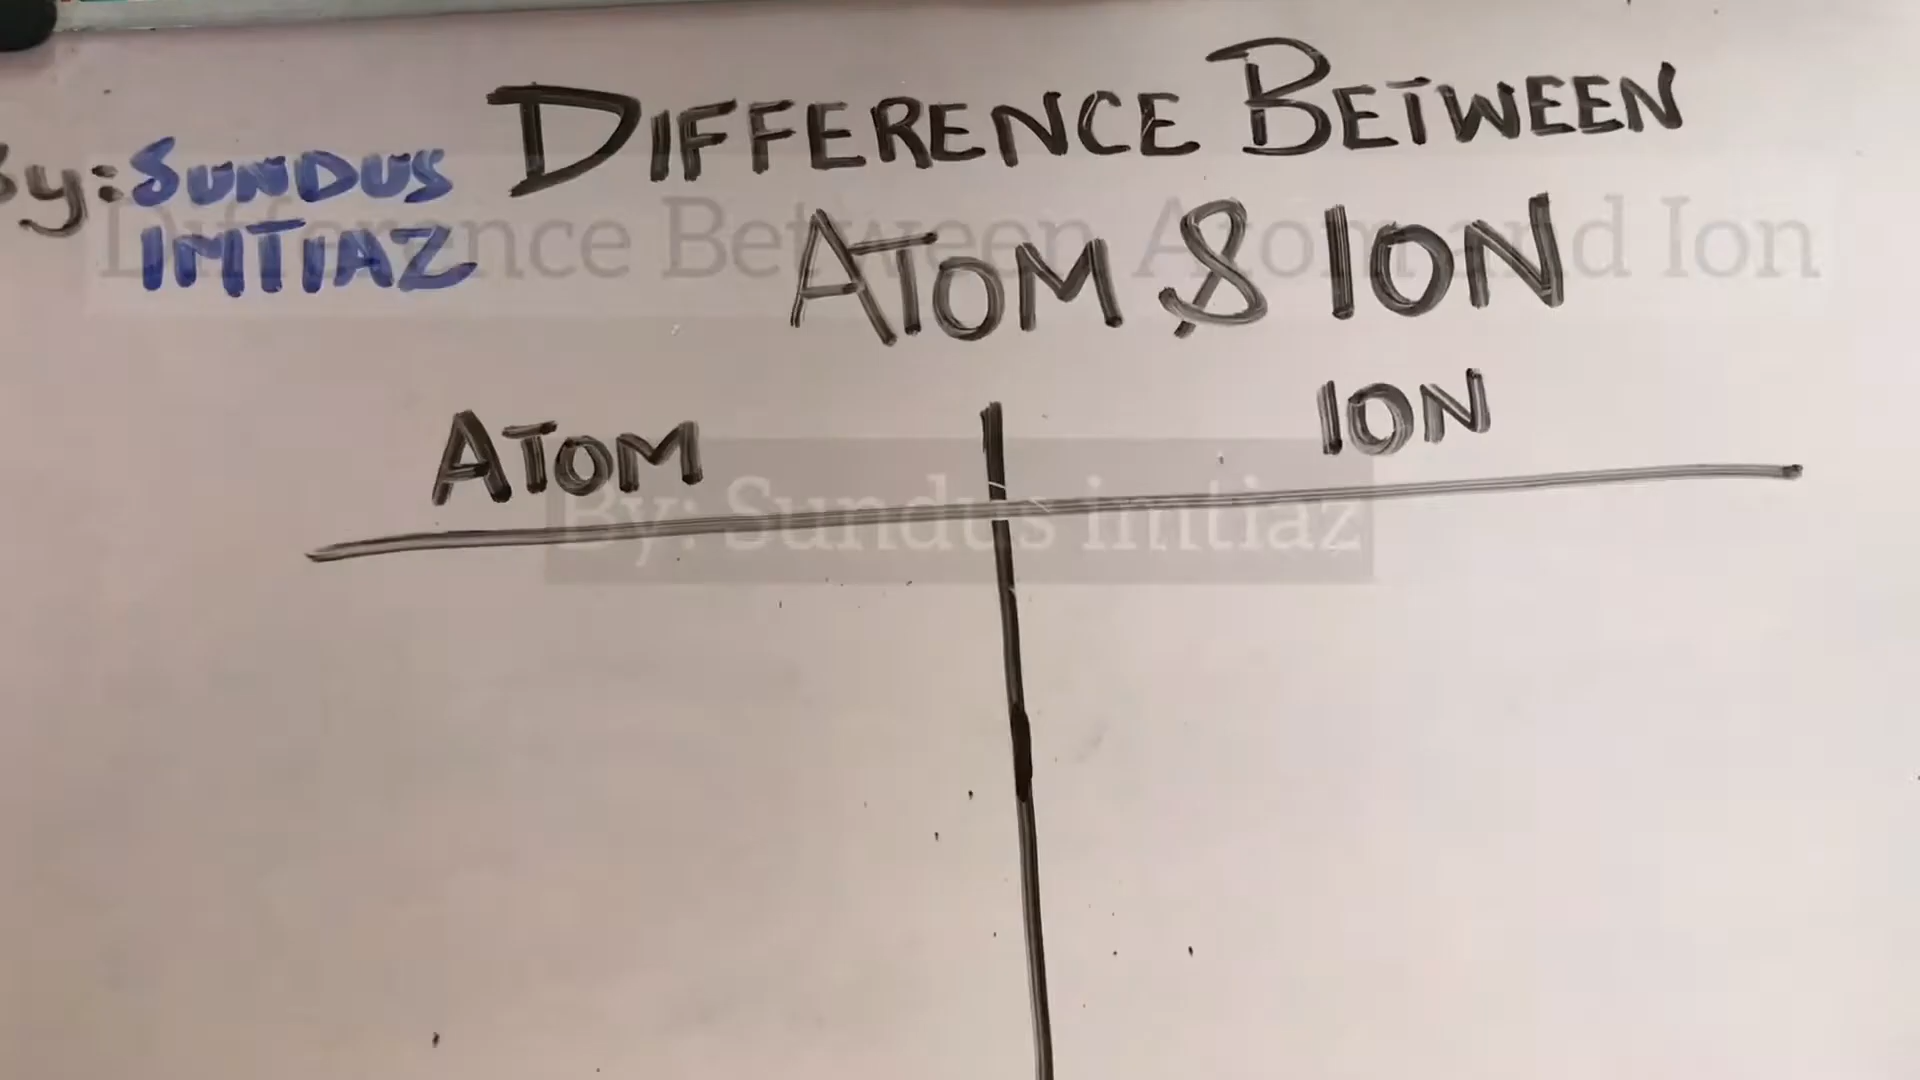 DIFFERENCE BETWEEN
By: SUNDUS
IMTIAZ
ATOM & ION
Difference Between Atom and Ion
ATOM
ION
By: Sundus imtiaz